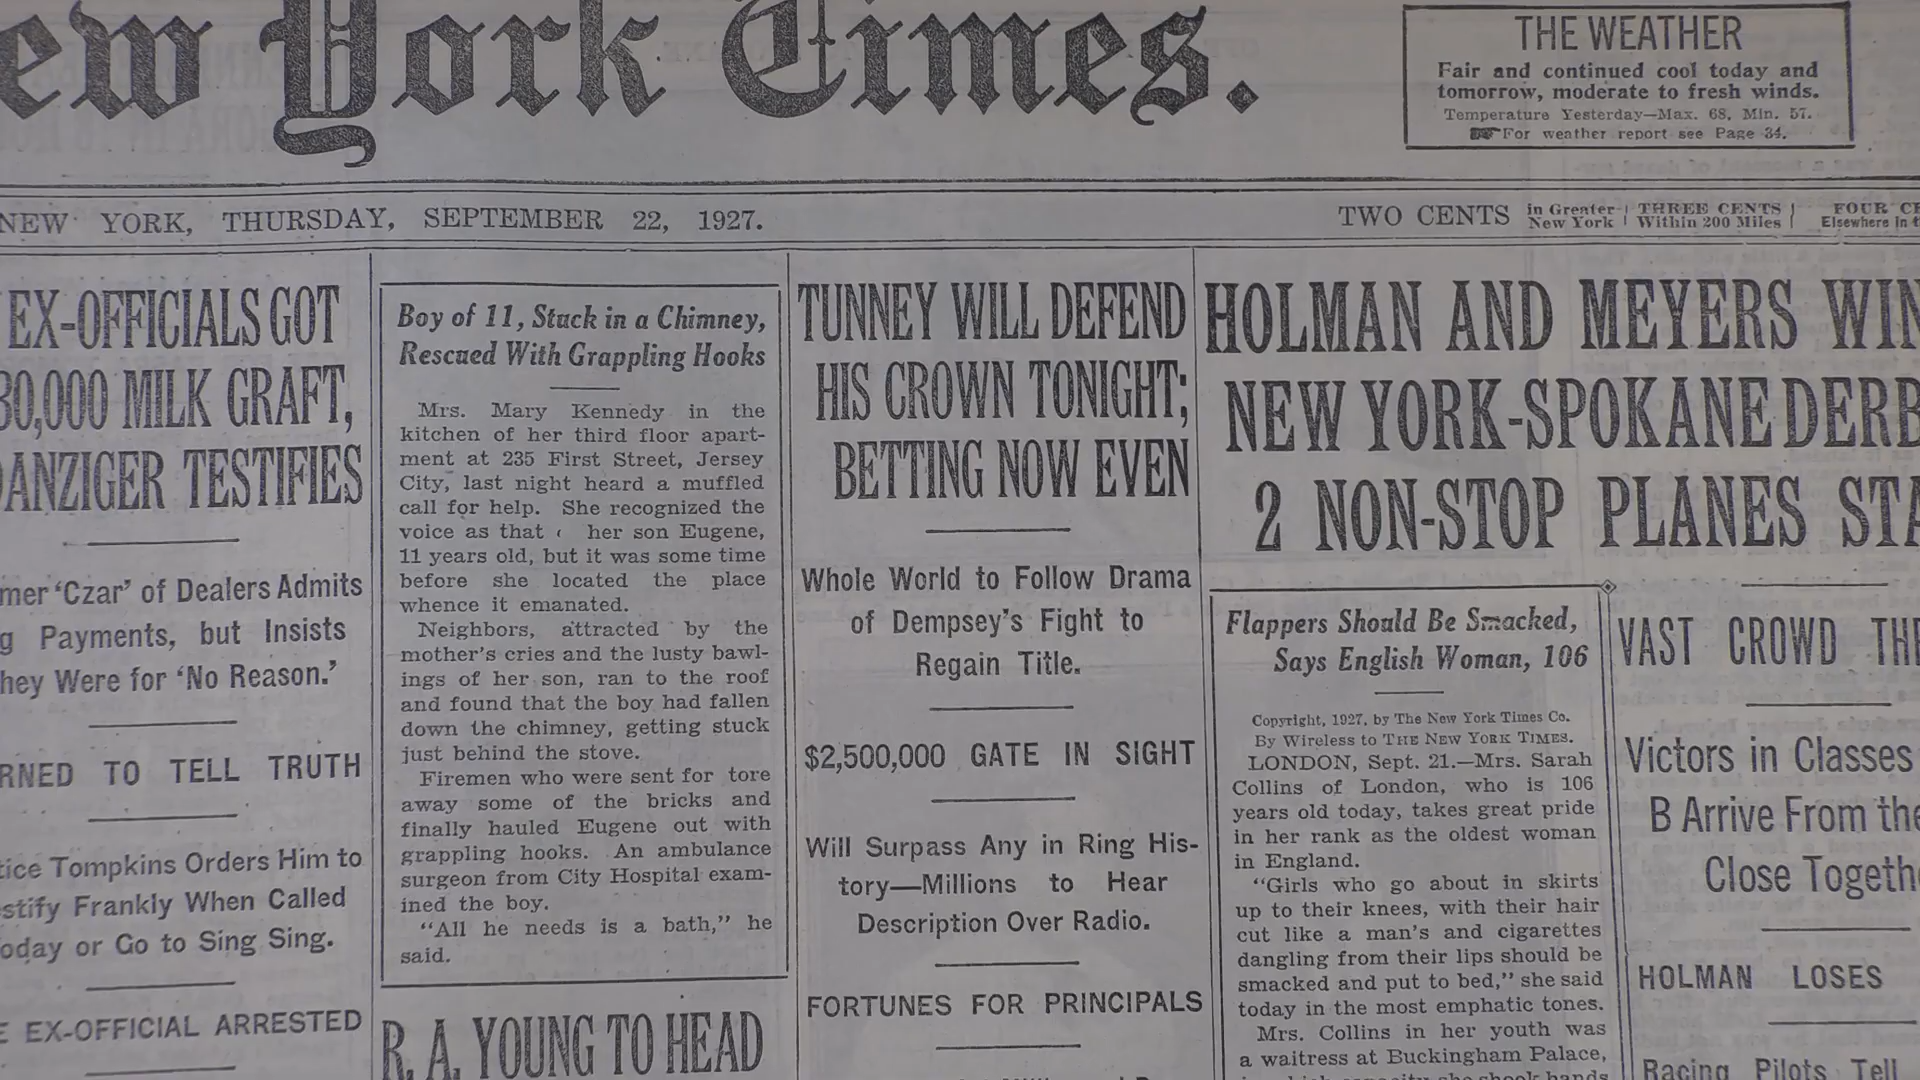 ew York Times.
THE WEATHER
Fair and continued cool today and
tomorrow, moderate to fresh winds.
Temperature Yesterday—Max. 68, Min. 57.
For weather report see Page 34.
NEW YORK, THURSDAY, SEPTEMBER 22, 1927.
TWO CENTS in Greater New York | THREE CENTS Within 200 Miles | FOUR CE Elsewhere in t
EX-OFFICIALS GOT
30,000 MILK GRAFT,
DANZIGER TESTIFIES
mer 'Czar' of Dealers Admits
g Payments, but Insists
hey Were for 'No Reason.'
RNED TO TELL TRUTH
tice Tompkins Orders Him to
stify Frankly When Called
oday or Go to Sing Sing.
E EX-OFFICIAL ARRESTED
Boy of 11, Stuck in a Chimney,
Rescued With Grappling Hooks
Mrs. Mary Kennedy in the
kitchen of her third floor apart-
ment at 235 First Street, Jersey
City, last night heard a muffled
call for help. She recognized the
voice as that her son Eugene,
11 years old, but it was some time
before she located the place
whence it emanated.
Neighbors, attracted by the
mother's cries and the lusty bawl-
ings of her son, ran to the roof
and found that the boy had fallen
down the chimney, getting stuck
just behind the stove.
Firemen who were sent for tore
away some of the bricks and
finally hauled Eugene out with
grappling hooks. An ambulance
surgeon from City Hospital exam-
ined the boy.
"All he needs is a bath," he
said.
R. A. YOUNG TO HEAD
TUNNEY WILL DEFEND
HIS CROWN TONIGHT;
BETTING NOW EVEN
Whole World to Follow Drama
of Dempsey's Fight to
Regain Title.
$2,500,000 GATE IN SIGHT
Will Surpass Any in Ring His-
tory—Millions to Hear
Description Over Radio.
FORTUNES FOR PRINCIPALS
HOLMAN AND MEYERS WIN
NEW YORK-SPOKANE DERB
2 NON-STOP PLANES STA
Flappers Should Be Smacked,
Says English Woman, 106
Copyright, 1927, by The New York Times Co.
By Wireless to THE NEW YORK TIMES.
LONDON, Sept. 21.—Mrs. Sarah
Collins of London, who is 106
years old today, takes great pride
in her rank as the oldest woman
in England.
"Girls who go about in skirts
up to their knees, with their hair
cut like a man's and cigarettes
dangling from their lips should be
smacked and put to bed," she said
today in the most emphatic tones.
Mrs. Collins in her youth was
a waitress at Buckingham Palace,
she shook hands
VAST CROWD THE
Victors in Classes
B Arrive From the
Close Togeth
HOLMAN LOSES
Racing Pilots Tell